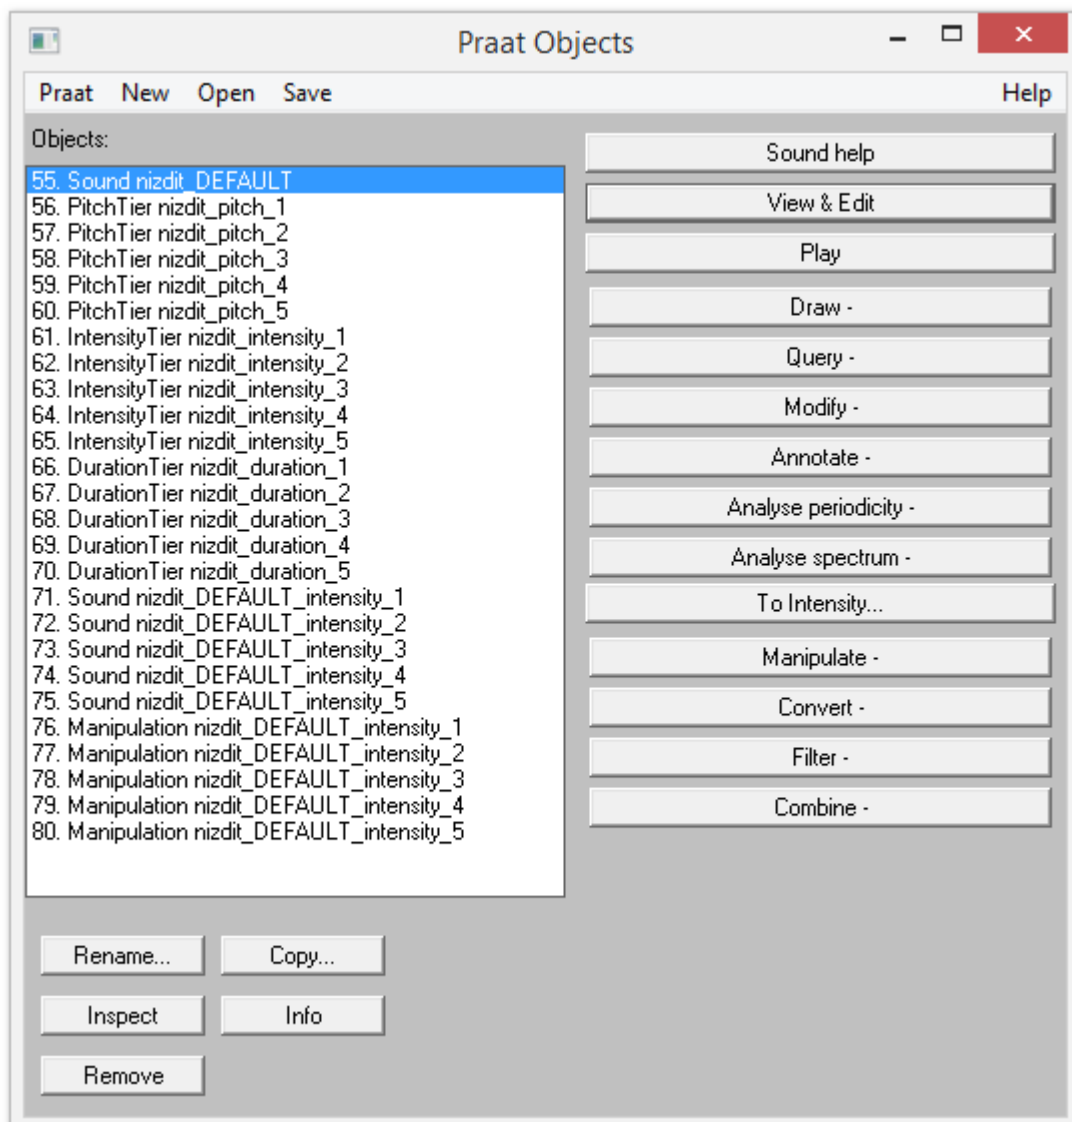 Praat Objects
Praat New Open Save Help
Objects:
55. Sound nizdit_DEFAULT
56. PitchTier nizdit_pitch_1
57. PitchTier nizdit_pitch_2
58. PitchTier nizdit_pitch_3
59. PitchTier nizdit_pitch_4
60. PitchTier nizdit_pitch_5
61. IntensityTier nizdit_intensity_1
62. IntensityTier nizdit_intensity_2
63. IntensityTier nizdit_intensity_3
64. IntensityTier nizdit_intensity_4
65. IntensityTier nizdit_intensity_5
66. DurationTier nizdit_duration_1
67. DurationTier nizdit_duration_2
68. DurationTier nizdit_duration_3
69. DurationTier nizdit_duration_4
70. DurationTier nizdit_duration_5
71. Sound nizdit_DEFAULT_intensity_1
72. Sound nizdit_DEFAULT_intensity_2
73. Sound nizdit_DEFAULT_intensity_3
74. Sound nizdit_DEFAULT_intensity_4
75. Sound nizdit_DEFAULT_intensity_5
76. Manipulation nizdit_DEFAULT_intensity_1
77. Manipulation nizdit_DEFAULT_intensity_2
78. Manipulation nizdit_DEFAULT_intensity_3
79. Manipulation nizdit_DEFAULT_intensity_4
80. Manipulation nizdit_DEFAULT_intensity_5
Sound help
View & Edit
Play
Draw -
Query -
Modify -
Annotate -
Analyse periodicity -
Analyse spectrum -
To Intensity...
Manipulate -
Convert -
Filter -
Combine -
Rename... Copy...
Inspect Info
Remove